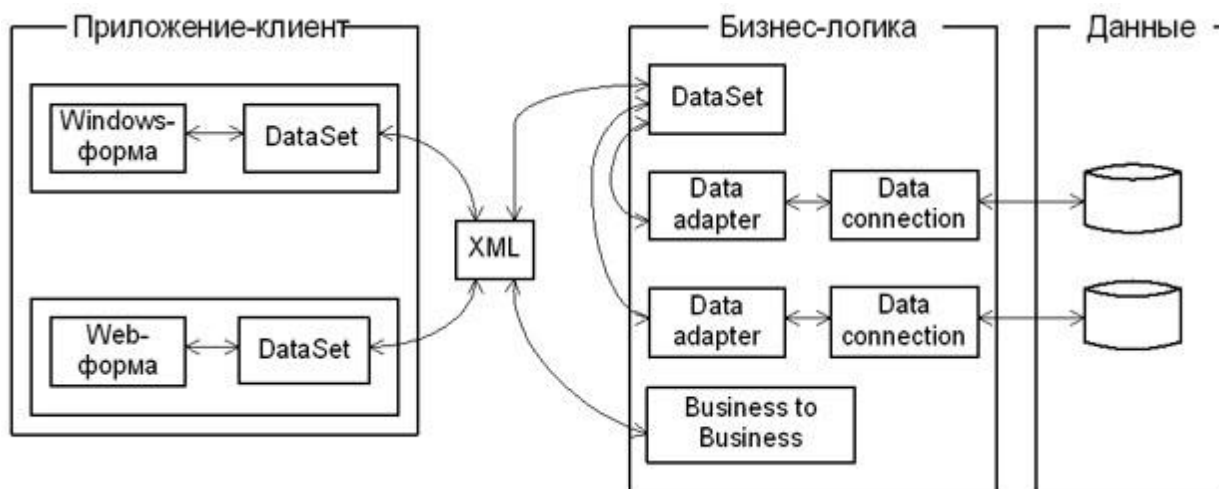 Приложение-клиент
Бизнес-логика
Данные
Windows-
форма
DataSet
Web-
форма
DataSet
XML
DataSet
Data
adapter
Data
connection
Data
adapter
Data
connection
Business to
Business